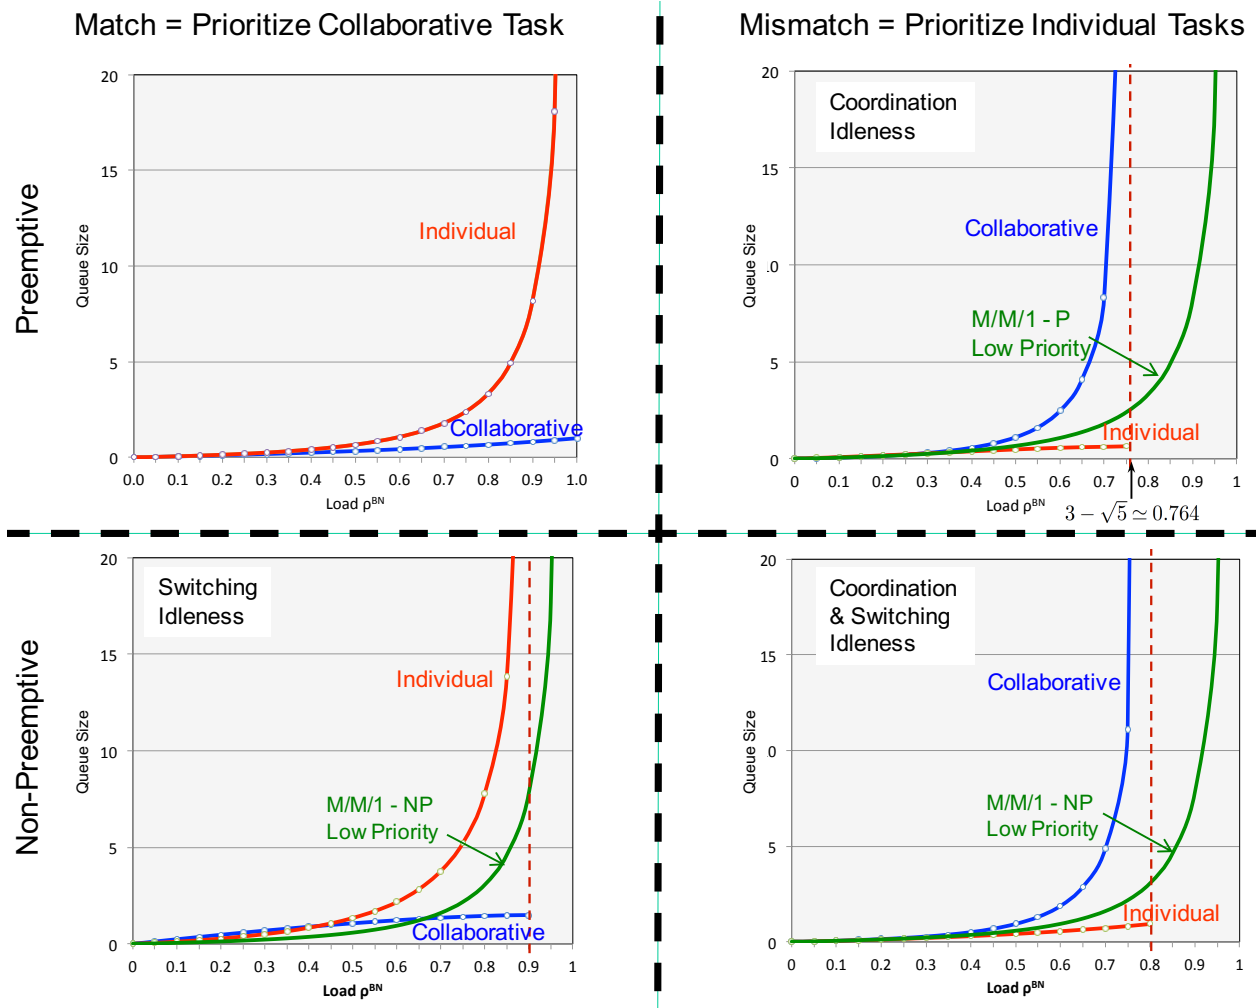 Match = Prioritize Collaborative Task
Mismatch = Prioritize Individual Tasks
Preemptive
Non-Preemptive
20
15
10
5
0
Queue Size
Individual
Collaborative
0.0 0.1 0.2 0.3 0.4 0.5 0.6 0.7 0.8 0.9 1.0
Load ρᴮᴺ
20
15
.0
5
0
Queue Size
Coordination
Idleness
Collaborative
M/M/1 - P
Low Priority
Individual
0 0.1 0.2 0.3 0.4 0.5 0.6 0.7 0.8 0.9 1
Load ρᴮᴺ
3 − √5 ≃ 0.764
20
15
10
5
0
Queue Size
Switching
Idleness
Individual
M/M/1 - NP
Low Priority
Collaborative
0 0.1 0.2 0.3 0.4 0.5 0.6 0.7 0.8 0.9 1
Load ρᴮᴺ
20
15
0
5
0
Queue Size
Coordination
& Switching
Idleness
Collaborative
M/M/1 - NP
Low Priority
Individual
0 0.1 0.2 0.3 0.4 0.5 0.6 0.7 0.8 0.9 1
Load ρᴮᴺ